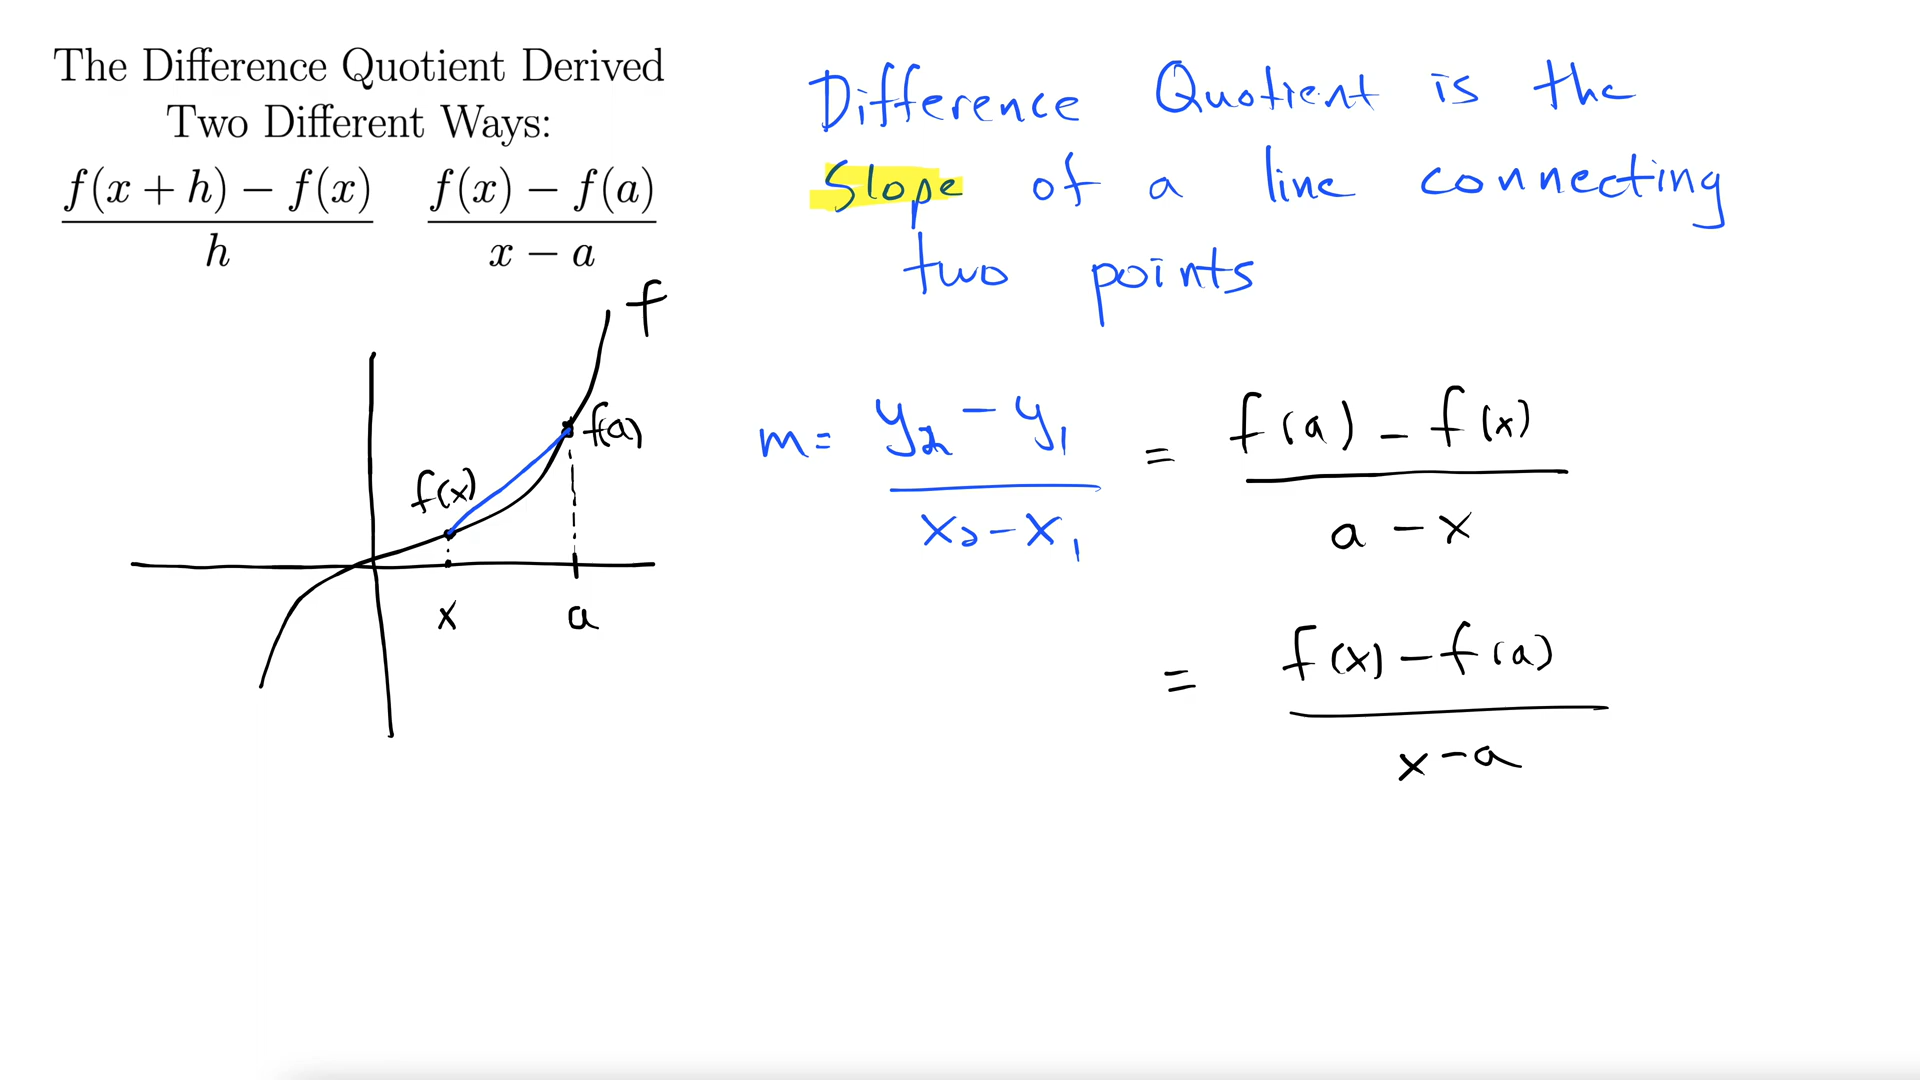 The Difference Quotient Derived
Two Different Ways:
f(x + h) − f(x) / h    f(x) − f(a) / x − a
Difference Quotient is the
Slope of a line connecting
two points
f
f(a)
f(x)
x a
m = y₂ − y₁ / x₂ − x₁ = f(a) − f(x) / a − x
= f(x) − f(a) / x − a